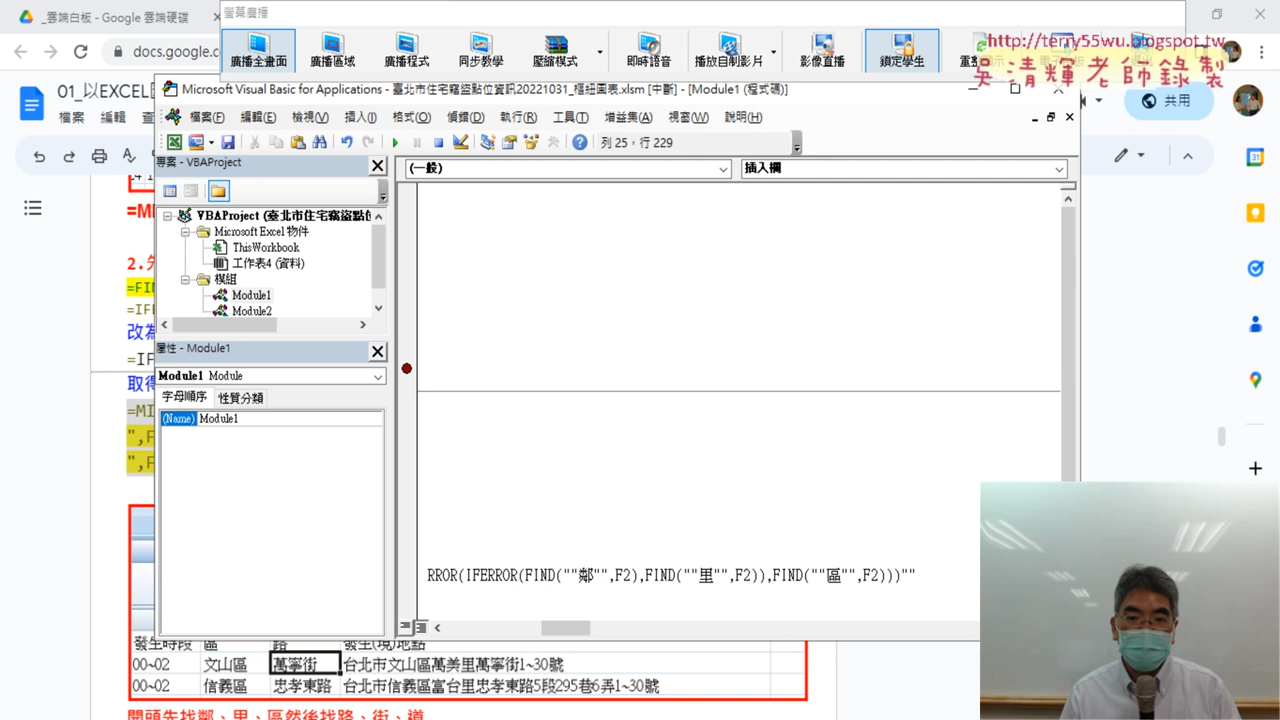 _雲端白板 - Google 雲端硬碟
螢幕廣播
docs.google.c
廣播全畫面
廣播區域
廣播程式
同步教學
壓縮模式
即時語音
播放自制影片
影像直播
鎖定學生
http://terry55wu.blogspot.tw
吳清輝老師錄製
01_以EXCEL
檔案 編輯
共用
Microsoft Visual Basic for Applications - 臺北市住宅竊盜點位資訊20221031_樞紐圖表.xlsm [中斷] - [Module1 (程式碼)]
檔案(F) 編輯(E) 檢視(V) 插入(I) 格式(O) 偵錯(D) 執行(R) 工具(T) 增益集(A) 視窗(W) 說明(H)
列 25，行 229
專案 - VBAProject
(一般)
插入欄
VBAProject (臺北市住宅竊盜點位
Microsoft Excel 物件
ThisWorkbook
工作表4 (資料)
模組
Module1
Module2
屬性 - Module1
Module1 Module
字母順序 性質分類
(Name) Module1
=MI
2.
=FIN
=IFE
改為
=IF
取得
=MI
",F
",F
RROR(IFERROR(FIND(""鄰"",F2),FIND(""里"",F2)),FIND(""區"",F2)))""
發生時段 區 路 發生(現)地點
00~02 文山區 萬寧街 台北市文山區萬美里萬寧街1~30號
00~02 信義區 忠孝東路 台北市信義區富台里忠孝東路5段295巷6弄1~30號
開頭先找鄰、里、區然後找路、街、道